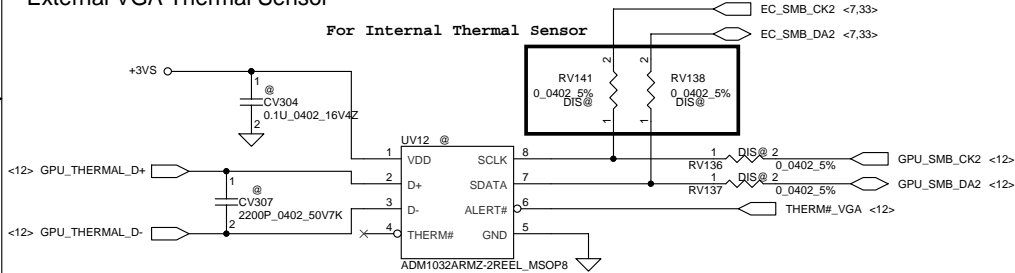 External VGA Thermal Sensor
EC_SMB_CK2 <7,33>
EC_SMB_DA2 <7,33>
For Internal Thermal Sensor
+3VS
1
@
CV304
0.1U_0402_16V4Z
2
2
RV141
0_0402_5%
DIS@
1
2
RV138
0_0402_5%
DIS@
1
UV12 @
1 VDD SCLK 8
2 D+ SDATA 7
3 D- ALERT# 6
4 THERM# GND 5
ADM1032ARMZ-2REEL_MSOP8
<12> GPU_THERMAL_D+
1
@
CV307
2200P_0402_50V7K
2
<12> GPU_THERMAL_D-
1 DIS@ 2
RV136 0_0402_5%
GPU_SMB_CK2 <12>
1 DIS@ 2
RV137 0_0402_5%
GPU_SMB_DA2 <12>
THERM#_VGA <12>